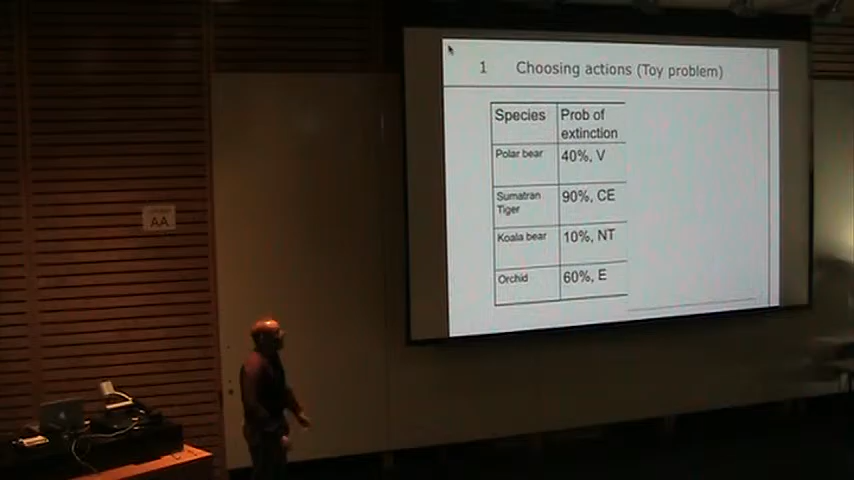 1 Choosing actions (Toy problem)
Species Prob of
extinction
Polar bear 40%, V
Sumatran 90%, CE
Tiger
Koala bear 10%, NT
Orchid 60%, E
AA